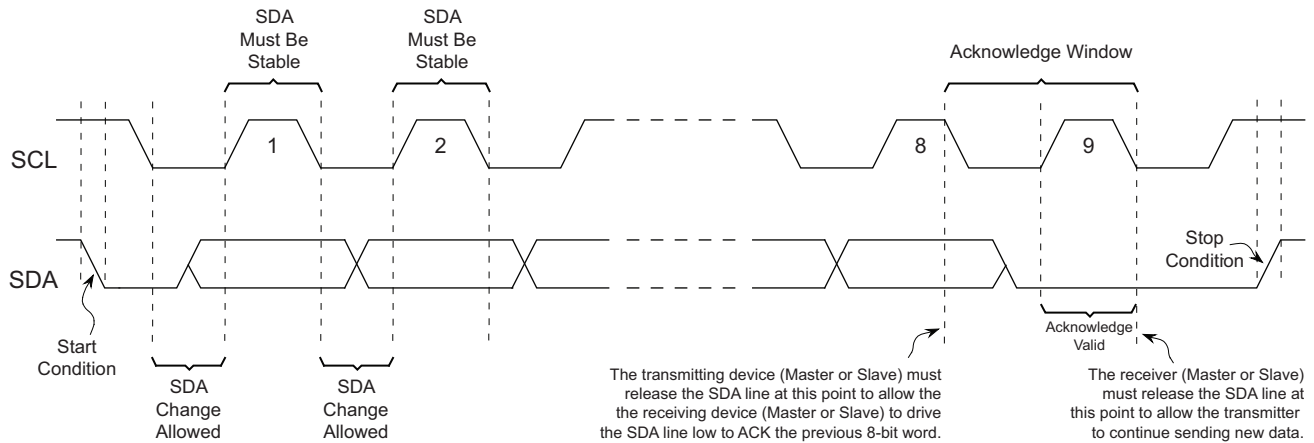 SDA
Must Be
Stable
SDA
Must Be
Stable
Acknowledge Window
SCL
1
2
8
9
SDA
Stop
Condition
Start
Condition
SDA
Change
Allowed
SDA
Change
Allowed
Acknowledge
Valid
The transmitting device (Master or Slave) must
release the SDA line at this point to allow the
the receiving device (Master or Slave) to drive
the SDA line low to ACK the previous 8-bit word.
The receiver (Master or Slave)
must release the SDA line at
this point to allow the transmitter
to continue sending new data.